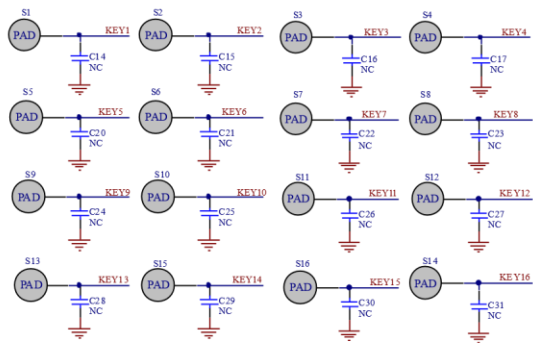 S1 S2 S3 S4
PAD KEY1 PAD KEY2 PAD KEY3 PAD KEY4
C14 C15 C16 C17
NC NC NC NC
S5 S6 S7 S8
PAD KEY5 PAD KEY6 PAD KEY7 PAD KEY8
C20 C21 C22 C23
NC NC NC NC
S9 S10 S11 S12
PAD KEY9 PAD KEY10 PAD KEY11 PAD KEY12
C24 C25 C26 C27
NC NC NC NC
S13 S15 S16 S14
PAD KEY13 PAD KEY14 PAD KEY15 PAD KEY16
C28 C29 C30 C31
NC NC NC NC